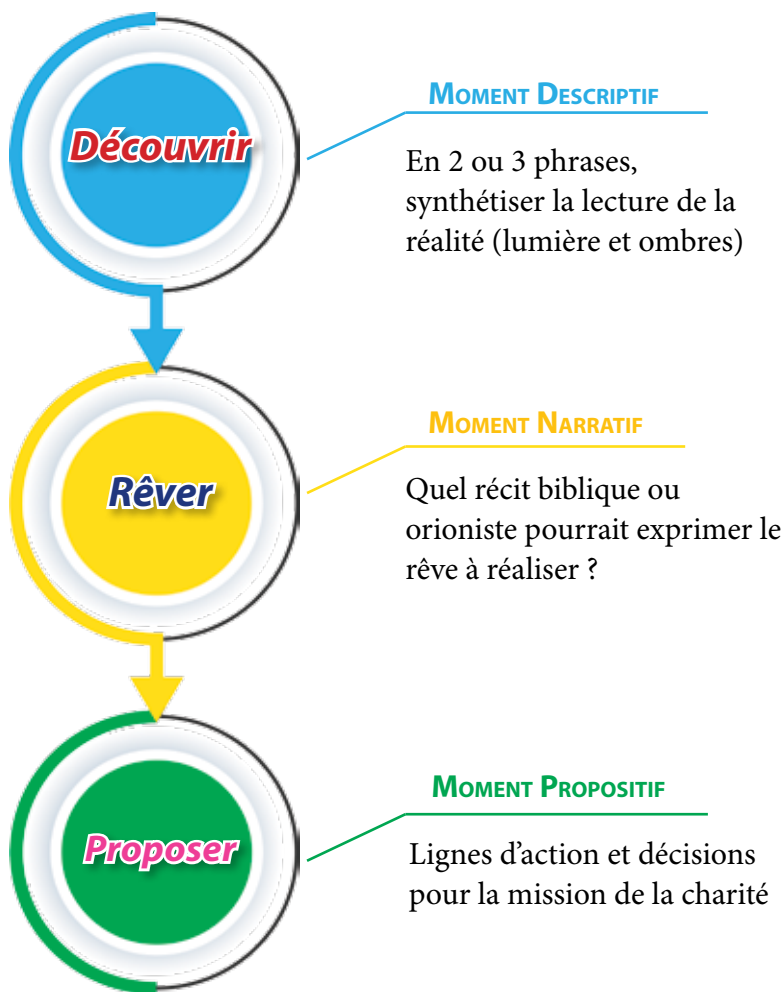 Découvrir
MOMENT DESCRIPTIF
En 2 ou 3 phrases,
synthétiser la lecture de la
réalité (lumière et ombres)
Rêver
MOMENT NARRATIF
Quel récit biblique ou
orioniste pourrait exprimer le
rêve à réaliser ?
Proposer
MOMENT PROPOSITIF
Lignes d’action et décisions
pour la mission de la charité